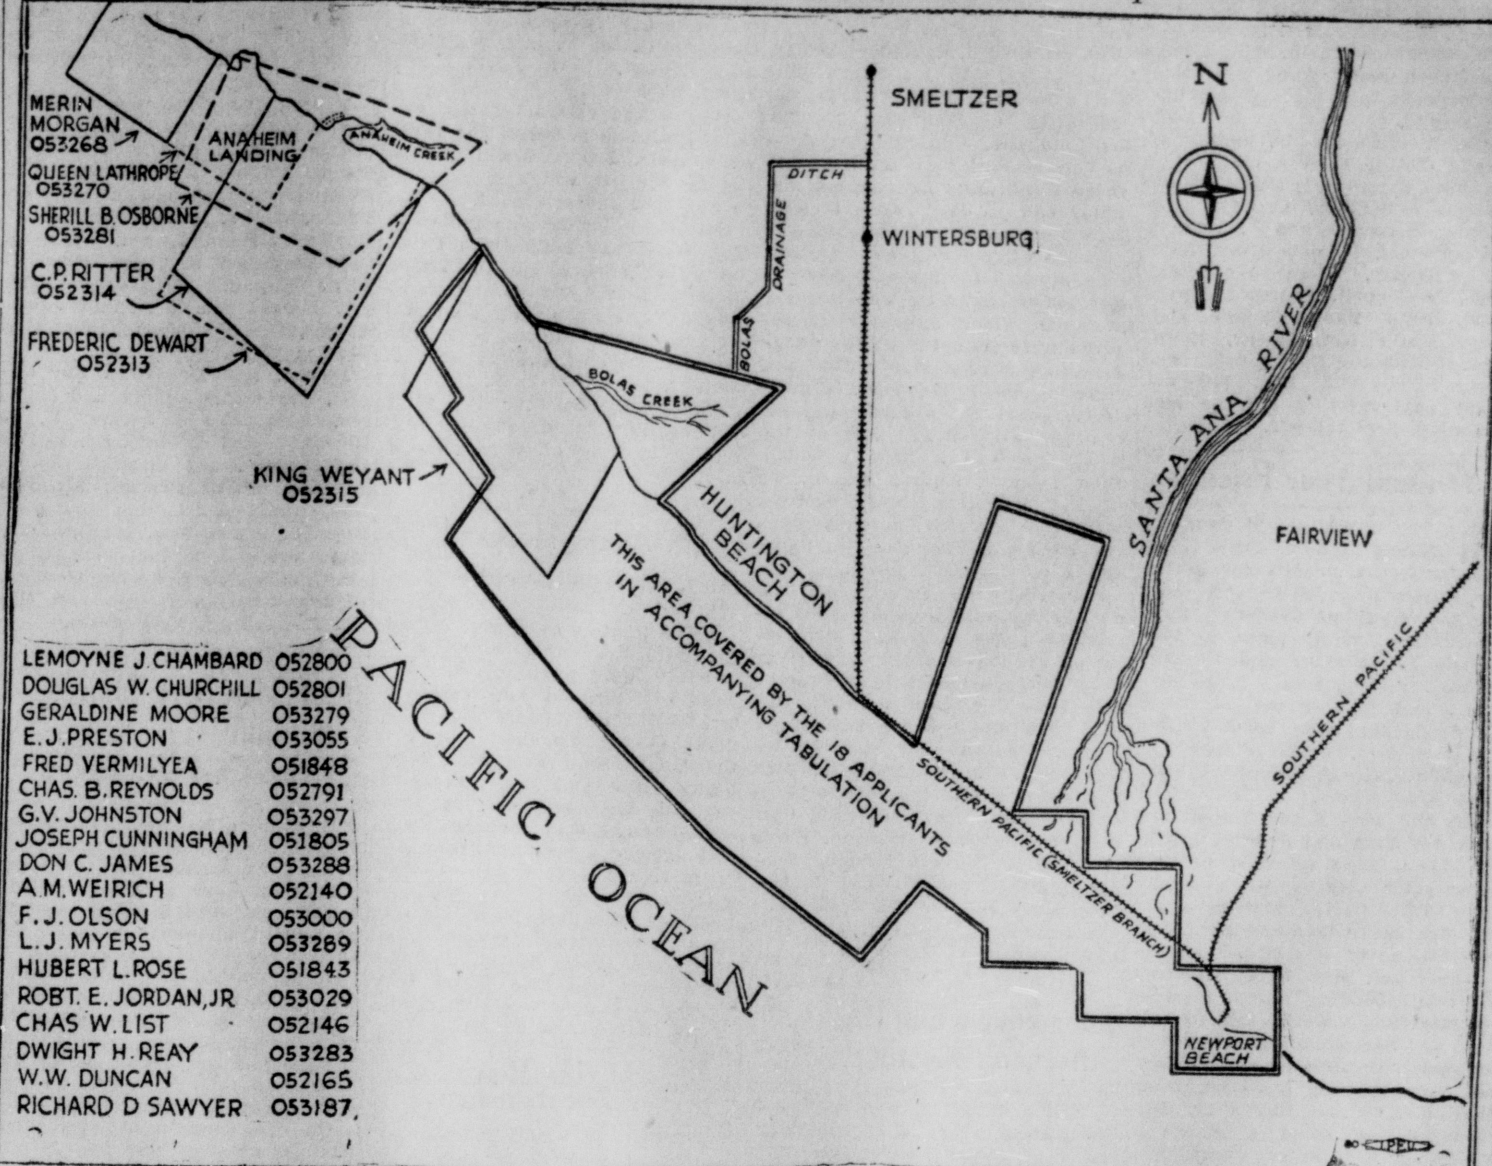 MERIN
MORGAN
053268
QUEEN LATHROPE
053270
SHERILL B. OSBORNE
053281
C.P. RITTER
052314
FREDERIC DEWART
052313
KING WEYANT
052315
ANAHEIM
LANDING
ANAHEIM CREEK
SMELTZER
N
DITCH
DRAINAGE
BOLAS
WINTERSBURG
BOLAS CREEK
SANTA ANA RIVER
FAIRVIEW
HUNTINGTON
BEACH
THIS AREA COVERED BY THE 18 APPLICANTS
IN ACCOMPANYING TABULATION
PACIFIC OCEAN
SOUTHERN PACIFIC (SMELTZER BRANCH)
SOUTHERN PACIFIC
NEWPORT
BEACH
LEMOYNE J. CHAMBARD 052800
DOUGLAS W. CHURCHILL 052801
GERALDINE MOORE 053279
E.J. PRESTON 053055
FRED VERMILYEA 051848
CHAS. B. REYNOLDS 052791
G.V. JOHNSTON 053297
JOSEPH CUNNINGHAM 051805
DON C. JAMES 053288
A.M. WEIRICH 052140
F.J. OLSON 053000
L.J. MYERS 053289
HUBERT L. ROSE 051843
ROBT. E. JORDAN, JR 053029
CHAS W. LIST 052146
DWIGHT H. REAY 053283
W.W. DUNCAN 052165
RICHARD D SAWYER 053187